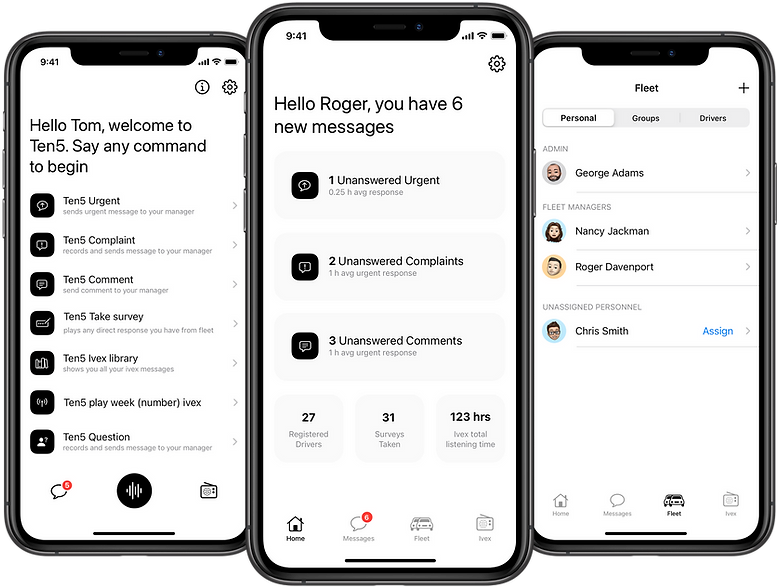 9:41
Hello Tom, welcome to
Ten5. Say any command
to begin
Ten5 Urgent
sends urgent message to your manager
Ten5 Complaint
records and sends message to your manager
Ten5 Comment
send comment to your manager
Ten5 Take survey
plays any direct response you have from fleet
Ten5 Ivex library
shows you all your ivex messages
Ten5 play week (number) ivex
Ten5 Question
records and sends message to your manager
6
9:41
Hello Roger, you have 6
new messages
1 Unanswered Urgent
0.25 h avg response
2 Unanswered Complaints
1 h avg urgent response
3 Unanswered Comments
1 h avg urgent response
27
Registered
Drivers
31
Surveys
Taken
123 hrs
Ivex total
listening time
6
Home
Messages
Fleet
Ivex
Fleet
Personal
Groups
Drivers
ADMIN
George Adams
FLEET MANAGERS
Nancy Jackman
Roger Davenport
UNASSIGNED PERSONNEL
Chris Smith
Assign
Home
Messages
Fleet
Ivex